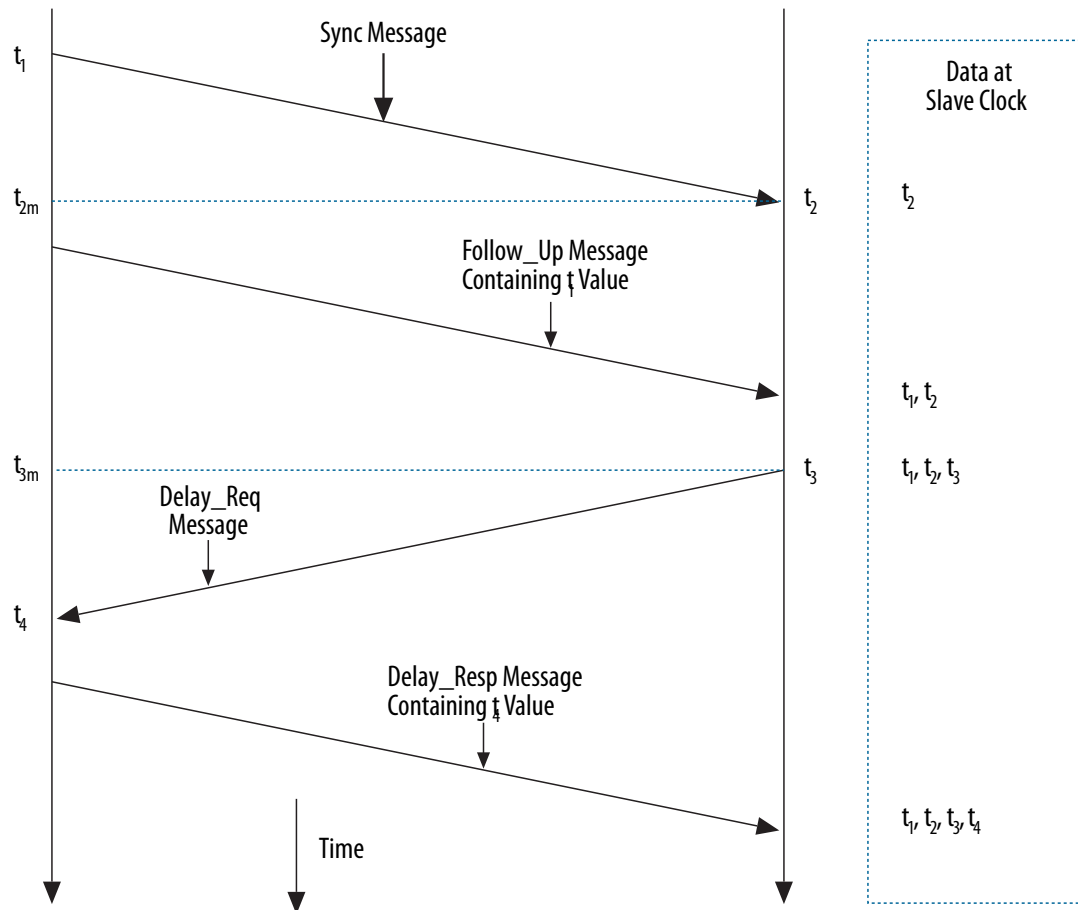 Sync Message
Data at
Slave Clock
t₁
t₂ₘ
t₂
t₂
Follow_Up Message
Containing t₁ Value
t₁, t₂
t₃ₘ
t₃
t₁, t₂, t₃
Delay_Req
Message
t₄
Delay_Resp Message
Containing t₄ Value
t₁, t₂, t₃, t₄
Time